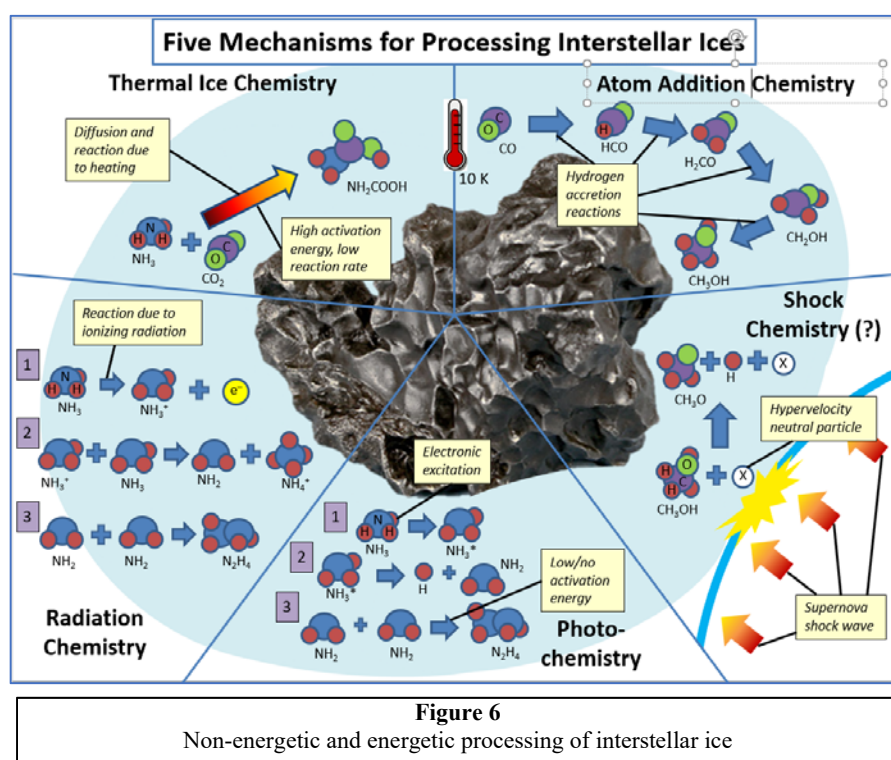 Five Mechanisms for Processing Interstellar Ices
Thermal Ice Chemistry
Diffusion and
reaction due
to heating
NH₂COOH
N
H H
NH₃
+
C
O
CO₂
High activation
energy, low
reaction rate
Atom Addition Chemistry
10 K
C
O
CO
H
HCO
H₂CO
Hydrogen
accretion
reactions
CH₂OH
CH₃OH
Shock
Chemistry (?)
+ H + X
CH₃O
Hypervelocity
neutral particle
O
H
C
H
+ X
CH₃OH
Supernova
shock wave
Reaction due to
ionizing radiation
1
N
H H
NH₃
NH₃⁺
+
e⁻
2
NH₃⁺
+
NH₃
NH₂
+
NH₄⁺
3
NH₂
+
NH₂
N₂H₄
Radiation
Chemistry
Electronic
excitation
1
N
H H
NH₃
NH₃*
2
NH₃*
H
+
NH₂
Low/no
activation
energy
3
NH₂
+
NH₂
N₂H₄
Photo-
chemistry
Figure 6
Non-energetic and energetic processing of interstellar ice